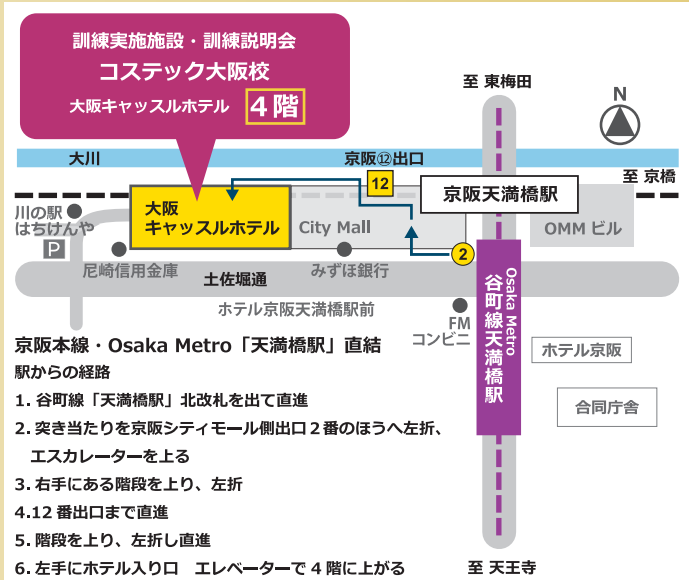 訓練実施施設・訓練説明会
コステック大阪校
大阪キャッスルホテル 4階
至 東梅田
N
大川
京阪⑫出口
至 京橋
12
京阪天満橋駅
川の駅
はちけんや
P
大阪
キャッスルホテル
City Mall
OMM ビル
2
尼崎信用金庫
みずほ銀行
土佐堀通
Osaka Metro
谷町線天満橋駅
ホテル京阪天満橋駅前
FM
コンビニ
ホテル京阪
合同庁舎
京阪本線・Osaka Metro「天満橋駅」直結
駅からの経路
1. 谷町線「天満橋駅」北改札を出て直進
2. 突き当たりを京阪シティモール側出口２番のほうへ左折、
エスカレーターを上る
3. 右手にある階段を上り、左折
4.12 番出口まで直進
5. 階段を上り、左折し直進
6. 左手にホテル入り口　エレベーターで 4 階に上がる
至 天王寺